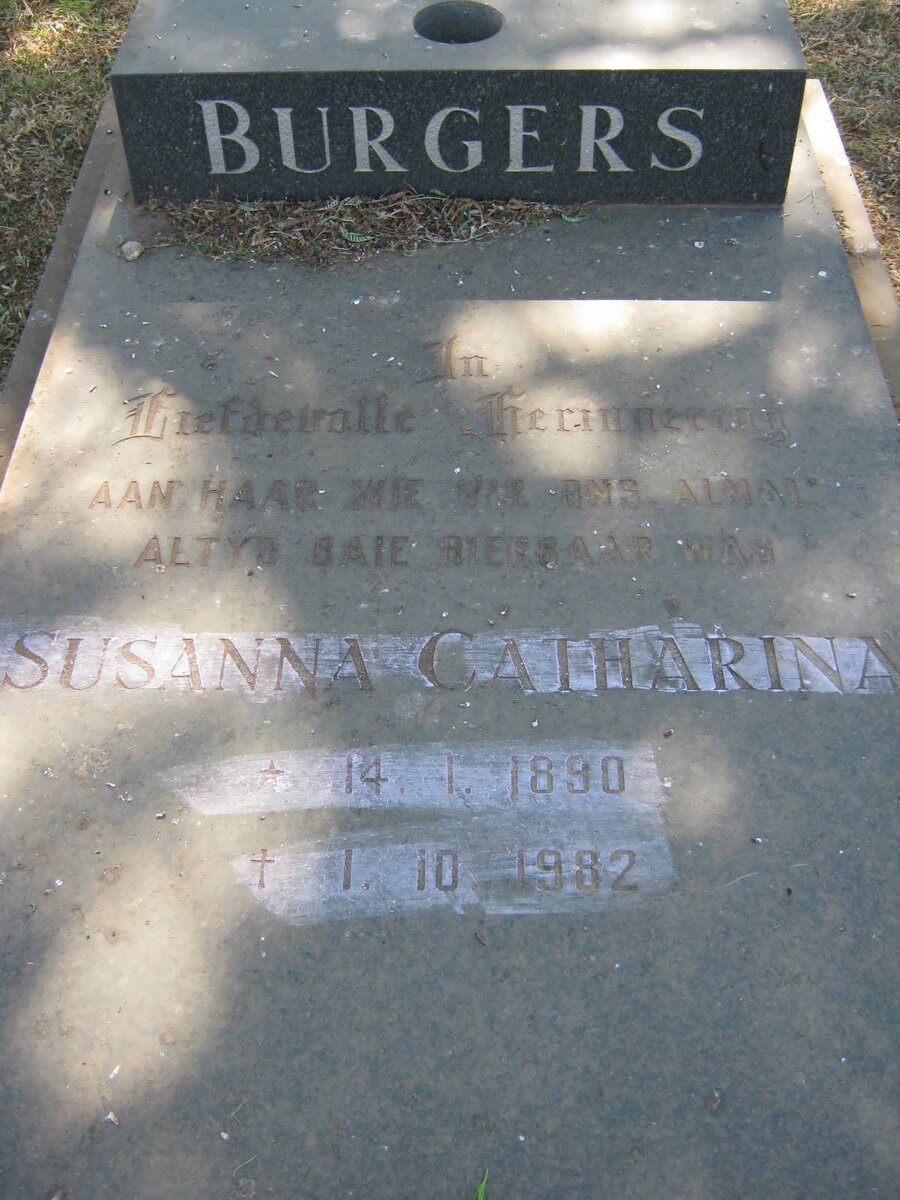 BURGERS
In
Liefdevolle Herinnering
AAN HAAR WIE VIR ONS ALMAL
ALTYD BAIE DIERBAAR WAS
SUSANNA CATHARINA
★ 14. 1. 1890
† 1. 10. 1982